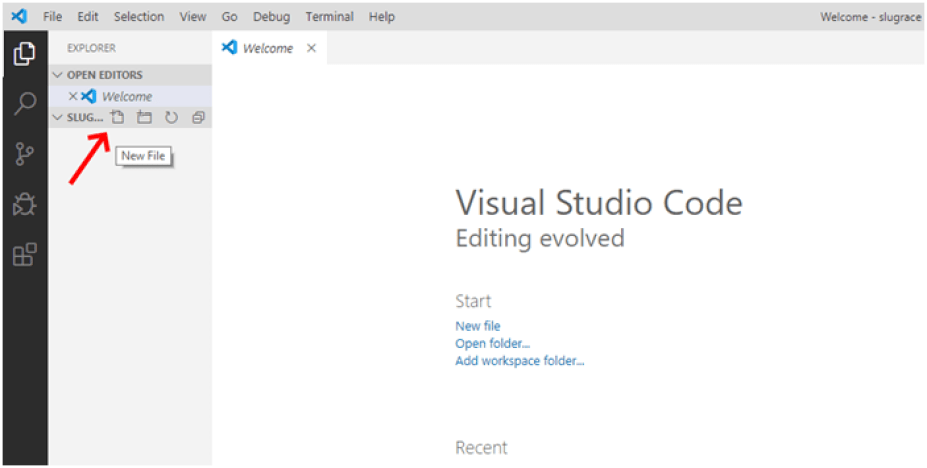 File Edit Selection View Go Debug Terminal Help Welcome - slugrace
EXPLORER
Welcome
OPEN EDITORS
Welcome
SLUG...
New File
Visual Studio Code
Editing evolved
Start
New file
Open folder...
Add workspace folder...
Recent